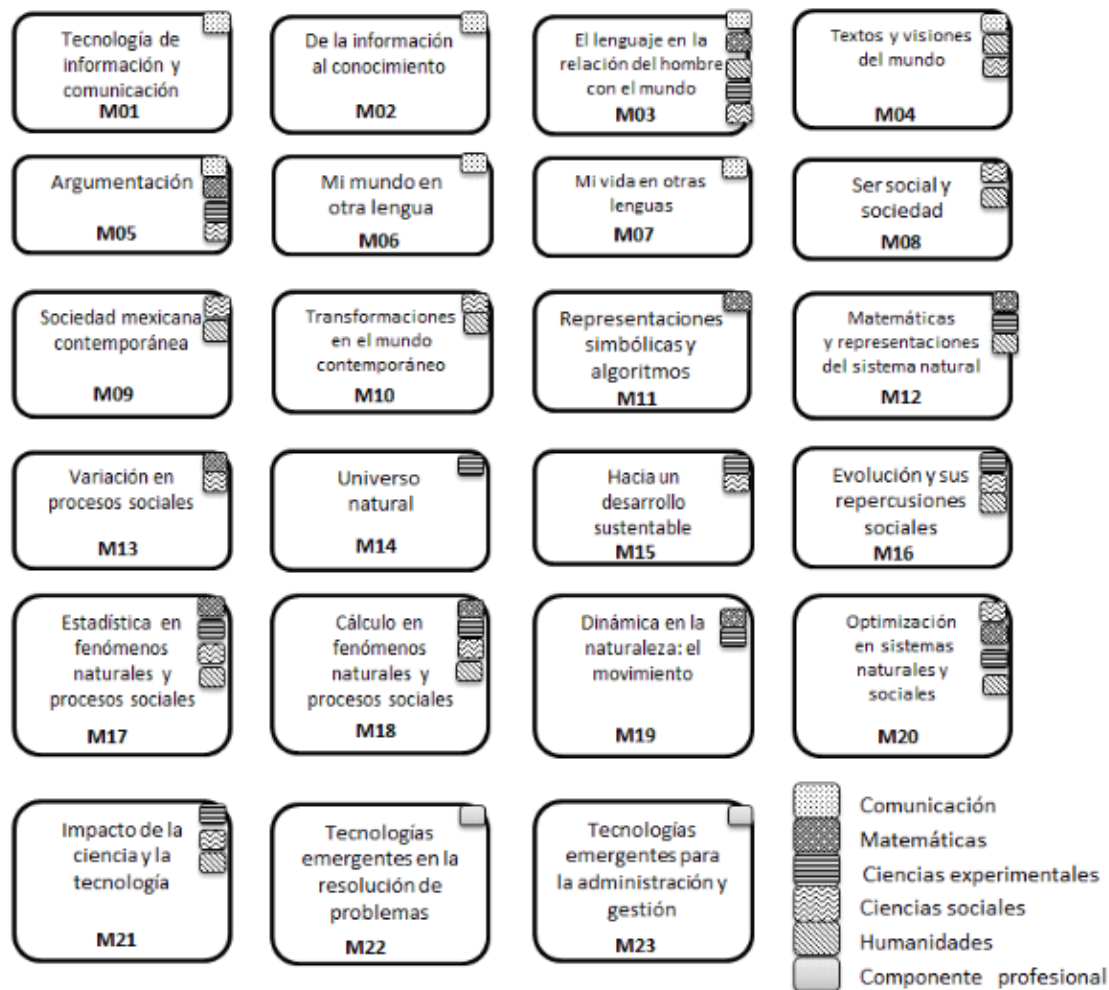 Tecnología de
información y
comunicación
M01
De la información
al conocimiento
M02
El lenguaje en la
relación del hombre
con el mundo
M03
Textos y visiones
del mundo
M04
Argumentación
M05
Mi mundo en
otra lengua
M06
Mi vida en otras
lenguas
M07
Ser social y
sociedad
M08
Sociedad mexicana
contemporánea
M09
Transformaciones
en el mundo
contemporáneo
M10
Representaciones
simbólicas y
algoritmos
M11
Matemáticas
y representaciones
del sistema natural
M12
Variación en
procesos sociales
M13
Universo
natural
M14
Hacia un
desarrollo
sustentable
M15
Evolución y sus
repercusiones
sociales
M16
Estadística en
fenómenos
naturales y
procesos sociales
M17
Cálculo en
fenómenos
naturales y
procesos sociales
M18
Dinámica en la
naturaleza: el
movimiento
M19
Optimización
en sistemas
naturales y
sociales
M20
Impacto de la
ciencia y la
tecnología
M21
Tecnologías
emergentes en la
resolución de
problemas
M22
Tecnologías
emergentes para
la administración y
gestión
M23
Comunicación
Matemáticas
Ciencias experimentales
Ciencias sociales
Humanidades
Componente profesional